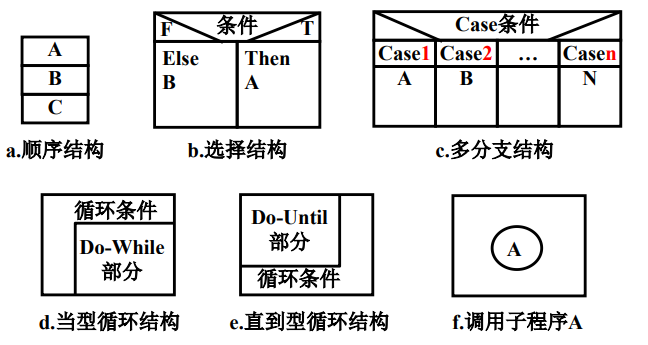 A
B
C
a.顺序结构
F 条件 T
Else Then
B A
b.选择结构
Case条件
Case1 Case2 … Casen
A B N
c.多分支结构
循环条件
Do-While
部分
d.当型循环结构
Do-Until
部分
循环条件
e.直到型循环结构
A
f.调用子程序A